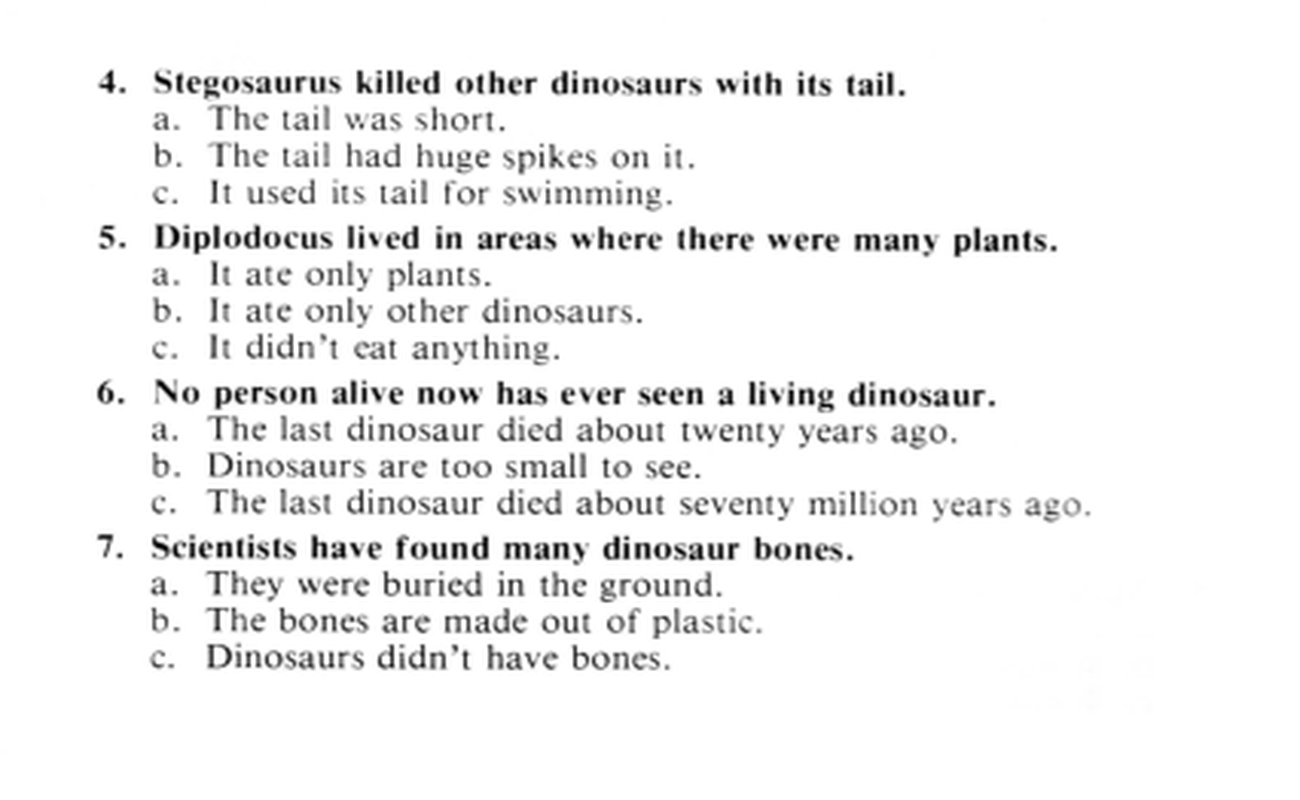 4. Stegosaurus killed other dinosaurs with its tail.
a. The tail was short.
b. The tail had huge spikes on it.
c. It used its tail for swimming.
5. Diplodocus lived in areas where there were many plants.
a. It ate only plants.
b. It ate only other dinosaurs.
c. It didn't eat anything.
6. No person alive now has ever seen a living dinosaur.
a. The last dinosaur died about twenty years ago.
b. Dinosaurs are too small to see.
c. The last dinosaur died about seventy million years ago.
7. Scientists have found many dinosaur bones.
a. They were buried in the ground.
b. The bones are made out of plastic.
c. Dinosaurs didn't have bones.